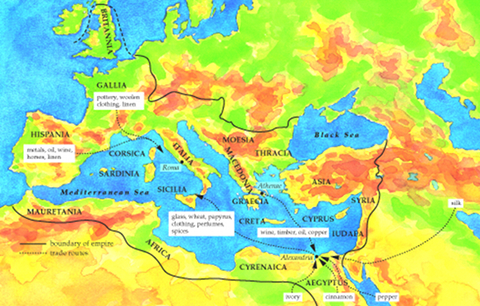 BRITANNIA
GALLIA
pottery, woolen
clothing, linen
HISPANIA
metals, oil, wine,
horses, linen
CORSICA
SARDINIA
ITALIA
Roma
MOESIA
Black Sea
THRACIA
MACEDONIA
Mediterranean Sea
SICILIA
GRAECIA
Athenae
ASIA
SYRIA
glass, wheat, papyrus,
clothing, perfumes,
spices
CRETA
CYPRUS
silk
MAURETANIA
wine, timber, oil, copper
IUDAEA
boundary of empire
trade routes
AFRICA
CYRENAICA
Alexandria
AEGYPTUS
ivory
cinnamon
pepper